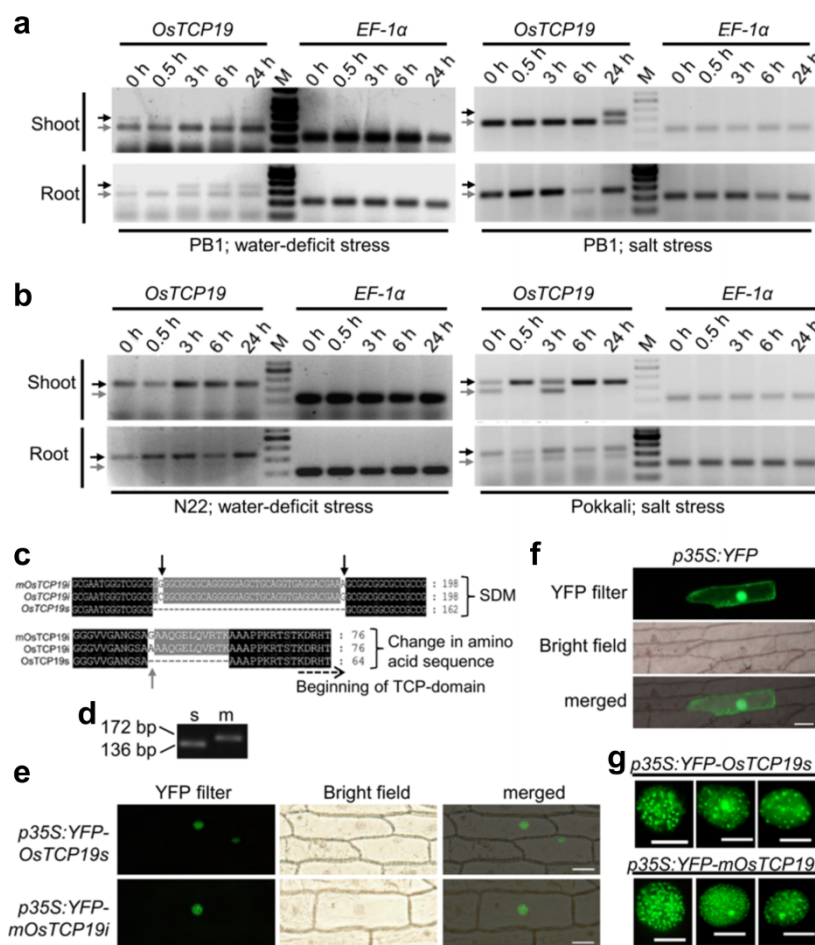 a
OsTCP19 EF-1α OsTCP19 EF-1α
0 h 0.5 h 3 h 6 h 24 h M 0 h 0.5 h 3 h 6 h 24 h 0 h 0.5 h 3 h 6 h 24 h M 0 h 0.5 h 3 h 6 h 24 h
Shoot
Root
PB1; water-deficit stress PB1; salt stress
b
OsTCP19 EF-1α OsTCP19 EF-1α
0 h 0.5 h 3 h 6 h 24 h M 0 h 0.5 h 3 h 6 h 24 h 0 h 0.5 h 3 h 6 h 24 h M 0 h 0.5 h 3 h 6 h 24 h
Shoot
Root
N22; water-deficit stress Pokkali; salt stress
c
mOsTCP19i : 198
OsTCP19i : 198
OsTCP19s : 162
SDM
mOsTCP19i GGGVVGANGSAGAAQGELQVRTKAAAPPKRTSTKDRHT : 76
OsTCP19i GGGVVGANGSAAAAQGELQVRTKAAAPPKRTSTKDRHT : 76
OsTCP19s GGGVVGANGSA------------AAAPPKRTSTKDRHT : 64
Change in amino
acid sequence
Beginning of TCP-domain
d
s m
172 bp
136 bp
e
YFP filter Bright field merged
p35S:YFP-
OsTCP19s
p35S:YFP-
mOsTCP19i
f
p35S:YFP
YFP filter
Bright field
merged
g
p35S:YFP-OsTCP19s
p35S:YFP-mOsTCP19